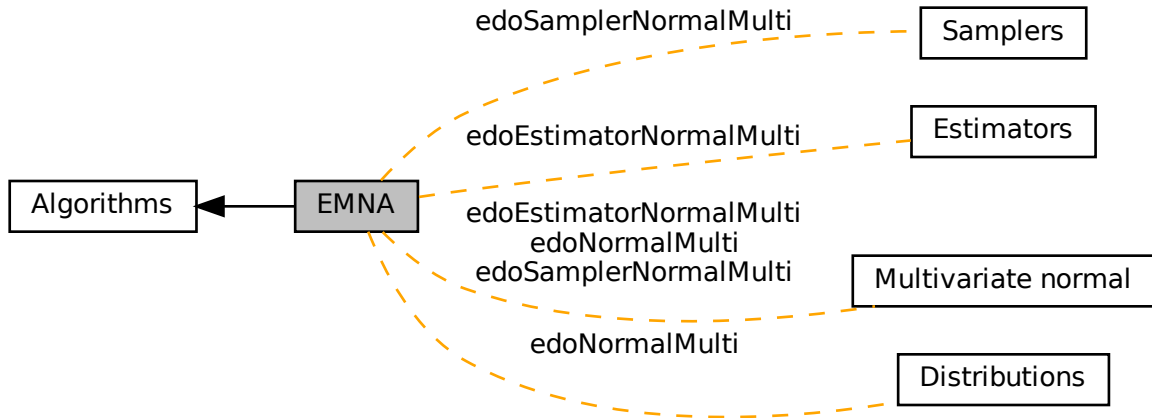 edoSamplerNormalMulti
Samplers
edoEstimatorNormalMulti
Estimators
Algorithms
EMNA
edoEstimatorNormalMulti
edoNormalMulti
edoSamplerNormalMulti
Multivariate normal
edoNormalMulti
Distributions